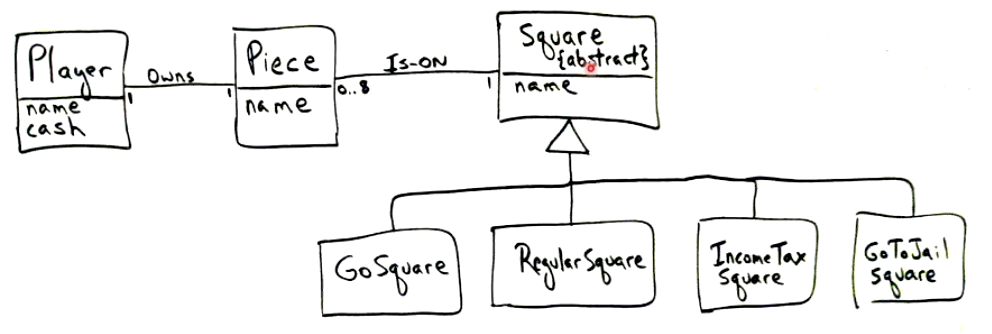 Player
name
cash
Owns
1
1
Piece
name
Is-ON
0..8
1
Square
{abstract}
name
GoSquare
RegularSquare
IncomeTax
Square
GoToJail
Square